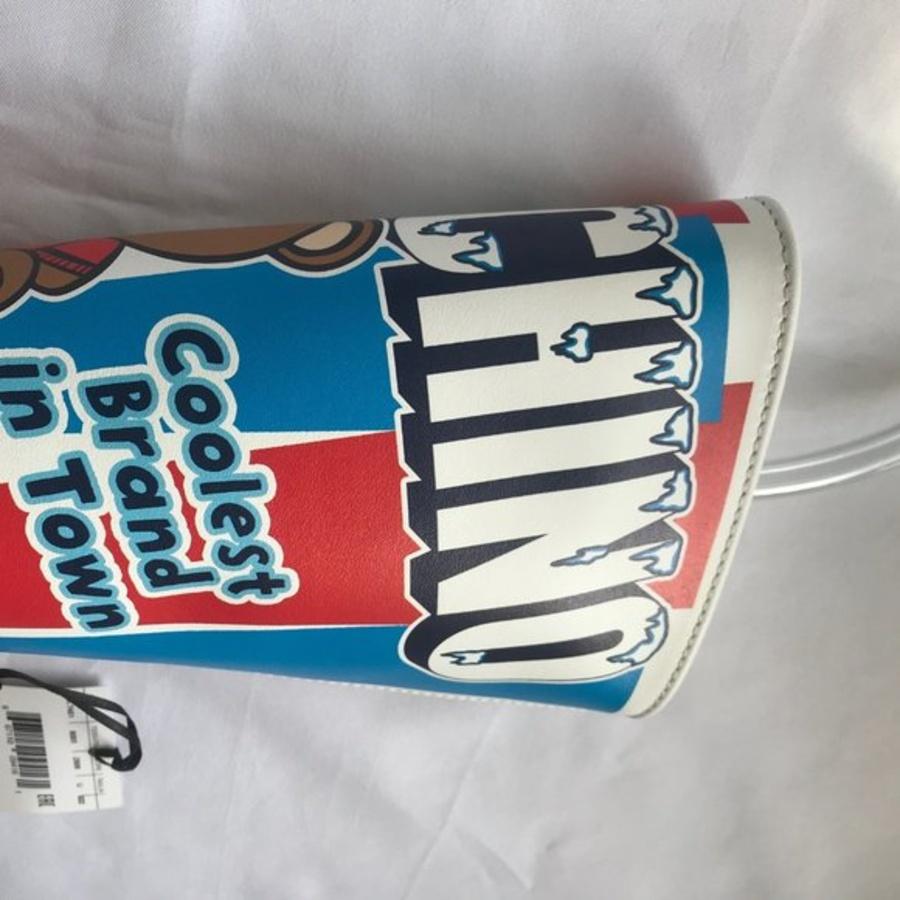 CHINO
Coolest
Brand
in Town